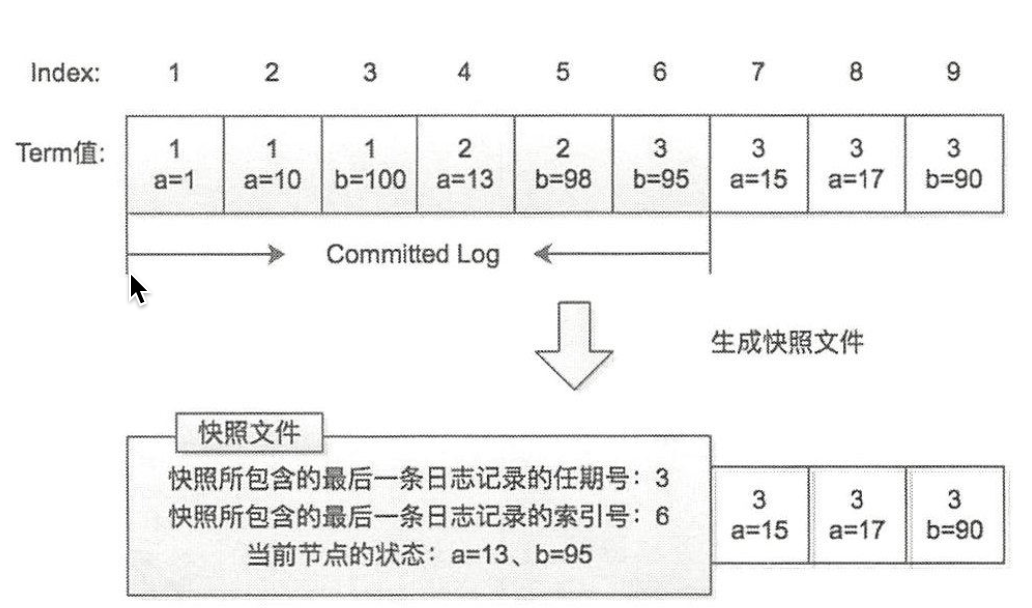 Index: 1 2 3 4 5 6 7 8 9
Term值: 1 1 1 2 2 3 3 3 3
a=1 a=10 b=100 a=13 b=98 b=95 a=15 a=17 b=90
Committed Log
生成快照文件
快照文件
快照所包含的最后一条日志记录的任期号：3
快照所包含的最后一条日志记录的索引号：6
当前节点的状态：a=13、b=95
3 3 3
a=15 a=17 b=90